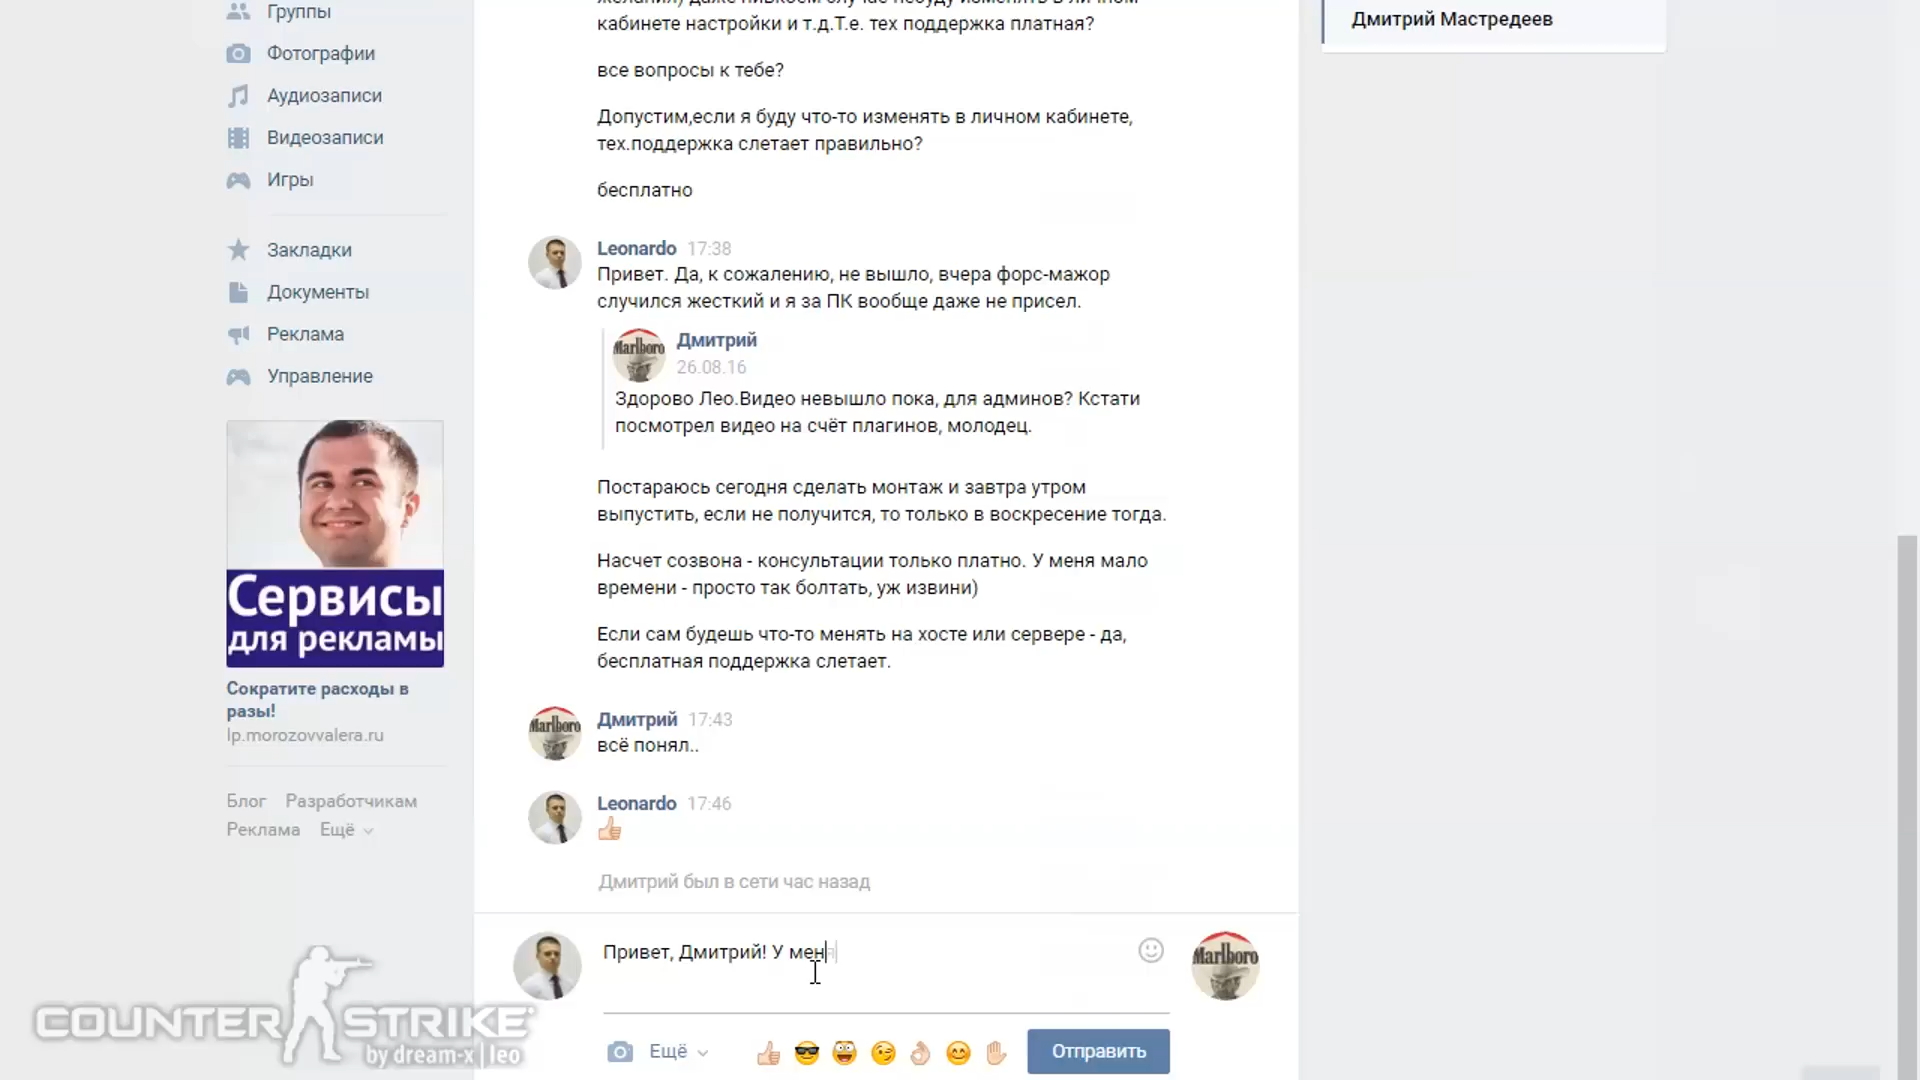 Группы
Фотографии
Аудиозаписи
Видеозаписи
Игры
Закладки
Документы
Реклама
Управление
Сервисы
для рекламы
Сократите расходы в
разы!
lp.morozovvalera.ru
Блог Разработчикам
Реклама Ещё
кабинете настройки и т.д.Т.е. тех поддержка платная?
все вопросы к тебе?
Допустим,если я буду что-то изменять в личном кабинете,
тех.поддержка слетает правильно?
бесплатно
Leonardo 17:38
Привет. Да, к сожалению, не вышло, вчера форс-мажор
случился жесткий и я за ПК вообще даже не присел.
Дмитрий
26.08.16
Здорово Лео.Видео невышло пока, для админов? Кстати
посмотрел видео на счёт плагинов, молодец.
Постараюсь сегодня сделать монтаж и завтра утром
выпустить, если не получится, то только в воскресение тогда.
Насчет созвона - консультации только платно. У меня мало
времени - просто так болтать, уж извини)
Если сам будешь что-то менять на хосте или сервере - да,
бесплатная поддержка слетает.
Дмитрий 17:43
всё понял..
Leonardo 17:46
Дмитрий был в сети час назад
Привет, Дмитрий! У меня
Ещё
Отправить
Дмитрий Мастредеев
Marlboro
Marlboro
Marlboro
COUNTER STRIKE
by dream-x | leo